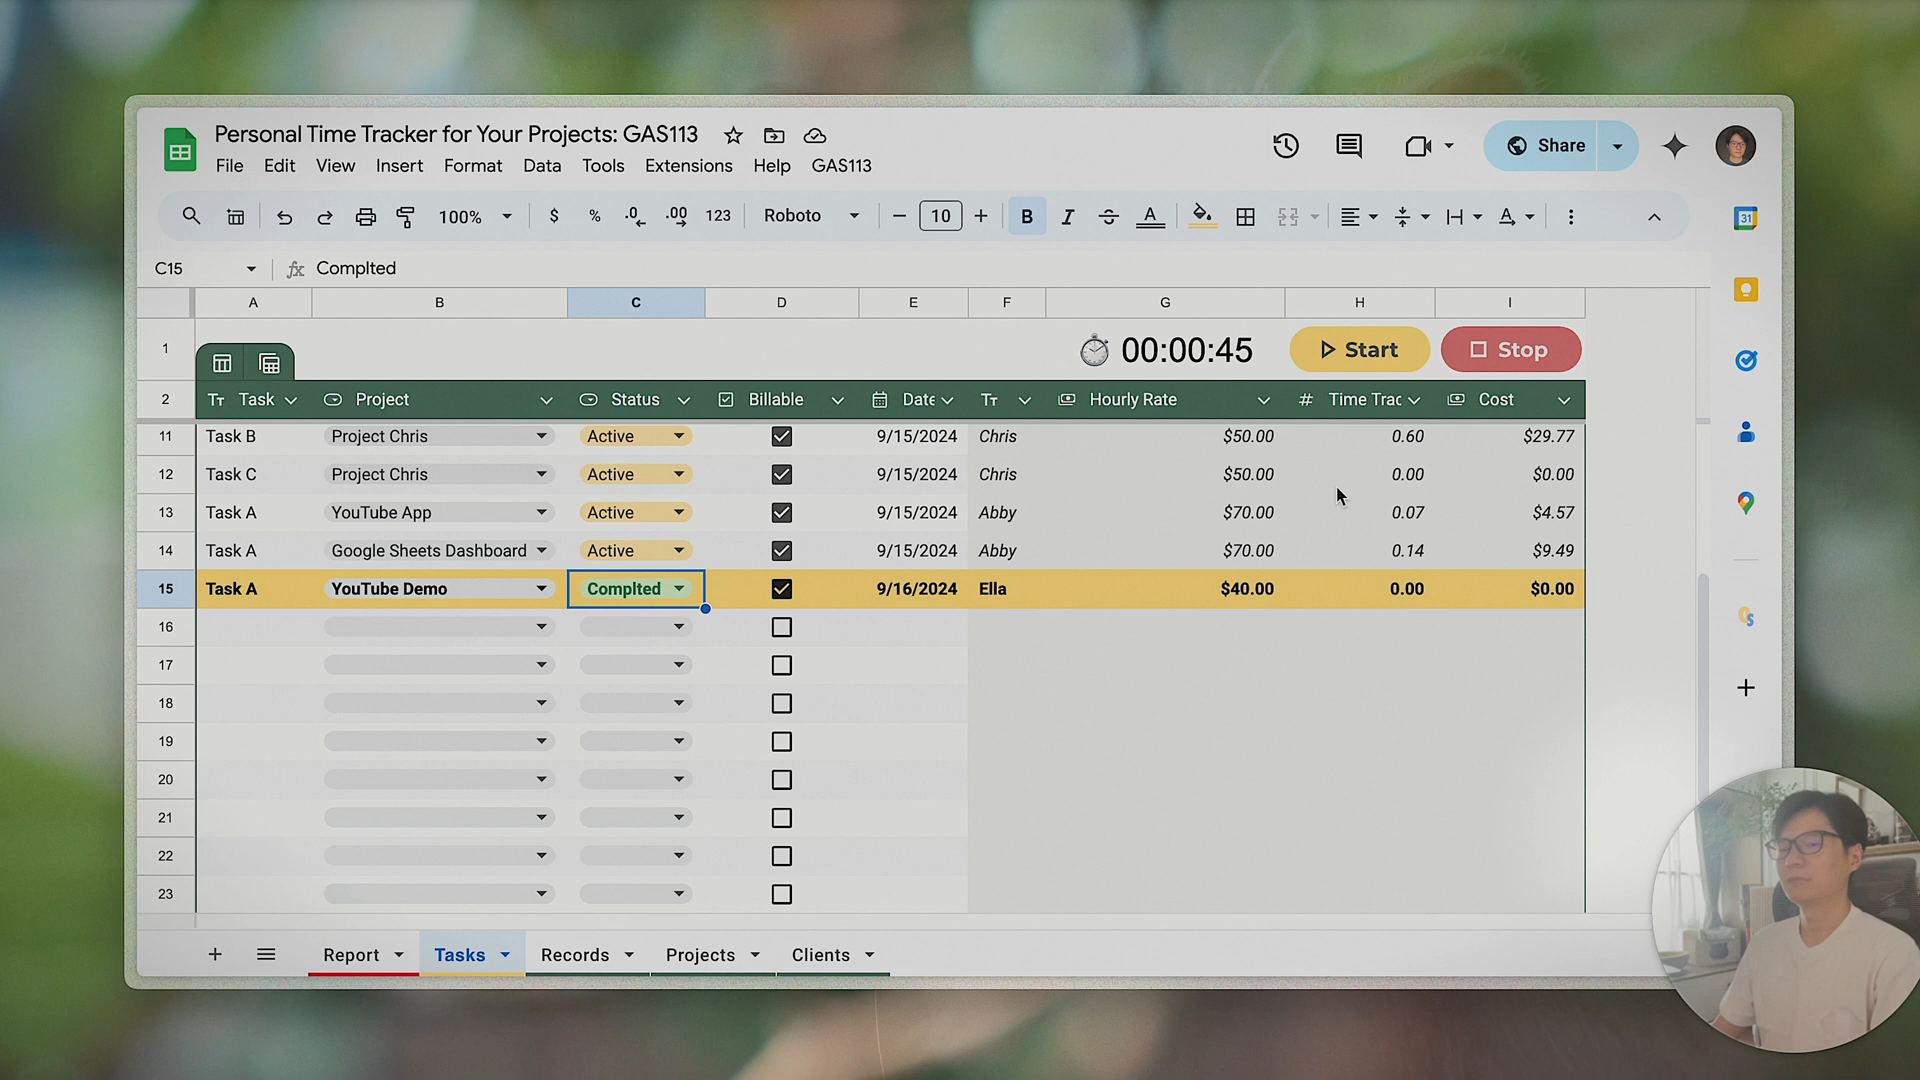 Personal Time Tracker for Your Projects: GAS113
File Edit View Insert Format Data Tools Extensions Help GAS113
Share
100% $ % .0 .00 123 Roboto 10 B I A A
31
C15 fx Complted
A B C D E F G H I
1 00:00:45 Start Stop
2 Tт Task Project Status Billable Date Tт Hourly Rate # Time Trac Cost
11 Task B Project Chris Active 9/15/2024 Chris $50.00 0.60 $29.77
12 Task C Project Chris Active 9/15/2024 Chris $50.00 0.00 $0.00
13 Task A YouTube App Active 9/15/2024 Abby $70.00 0.07 $4.57
14 Task A Google Sheets Dashboard Active 9/15/2024 Abby $70.00 0.14 $9.49
15 Task A YouTube Demo Complted 9/16/2024 Ella $40.00 0.00 $0.00
16
17
18
19
20
21
22
23
Report Tasks Records Projects Clients